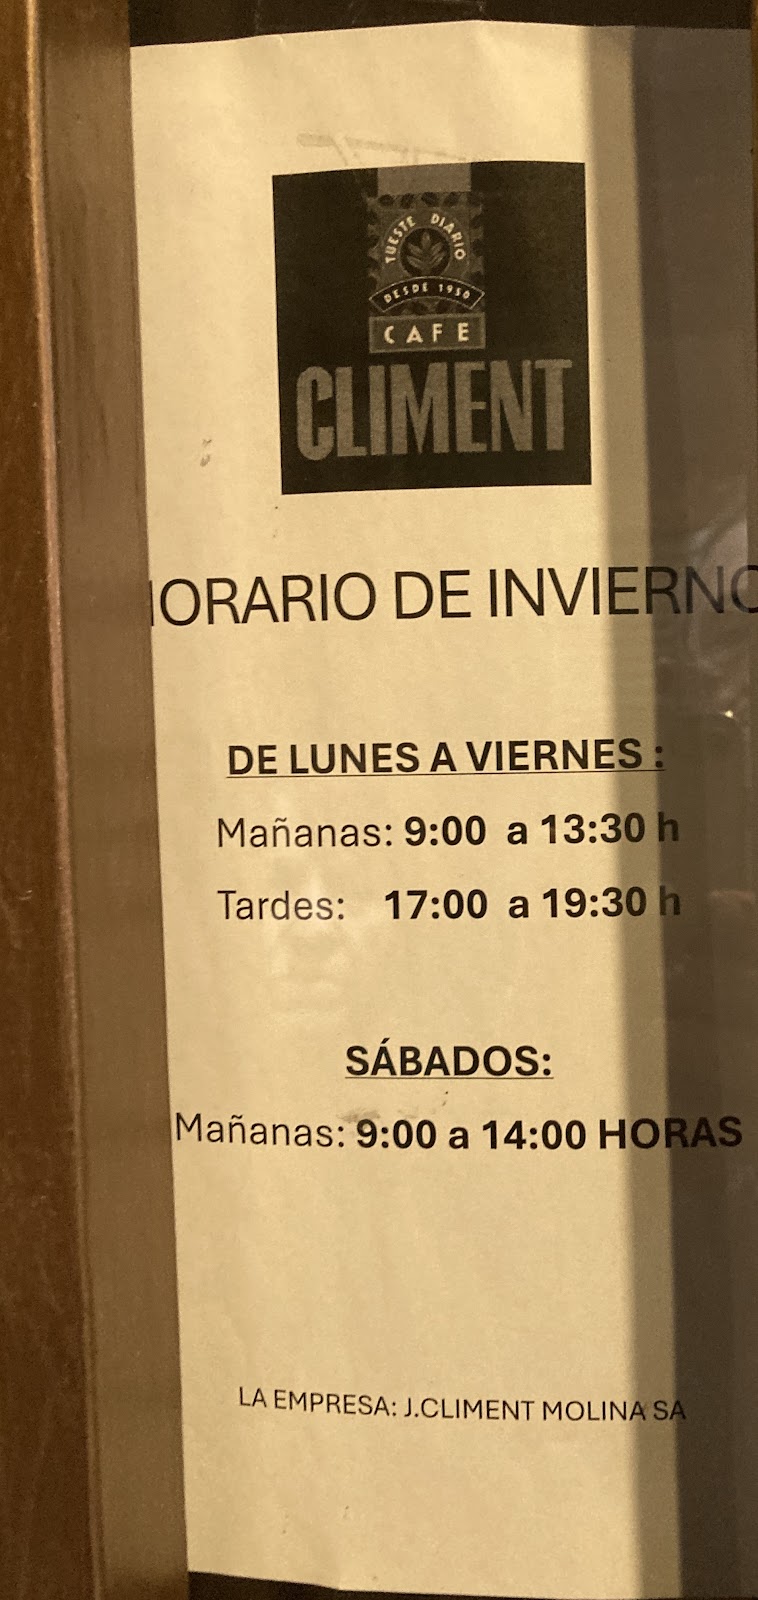 TUESTE DIARIO
DESDE 1950
CAFE
CLIMENT
HORARIO DE INVIERNO
DE LUNES A VIERNES :
Mañanas: 9:00 a 13:30 h
Tardes: 17:00 a 19:30 h
SÁBADOS:
Mañanas: 9:00 a 14:00 HORAS
LA EMPRESA: J.CLIMENT MOLINA SA